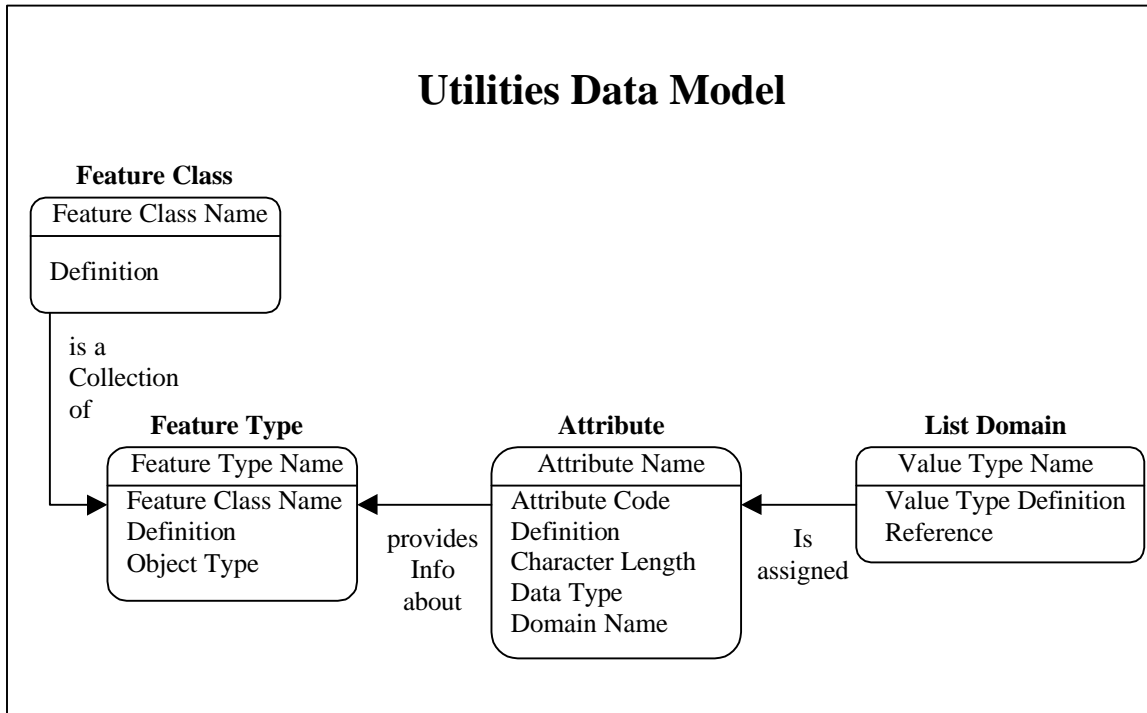 Utilities Data Model
Feature Class
Feature Class Name
Definition
is a
Collection
of
Feature Type
Feature Type Name
Feature Class Name
Definition
Object Type
provides
Info
about
Attribute
Attribute Name
Attribute Code
Definition
Character Length
Data Type
Domain Name
Is
assigned
List Domain
Value Type Name
Value Type Definition
Reference